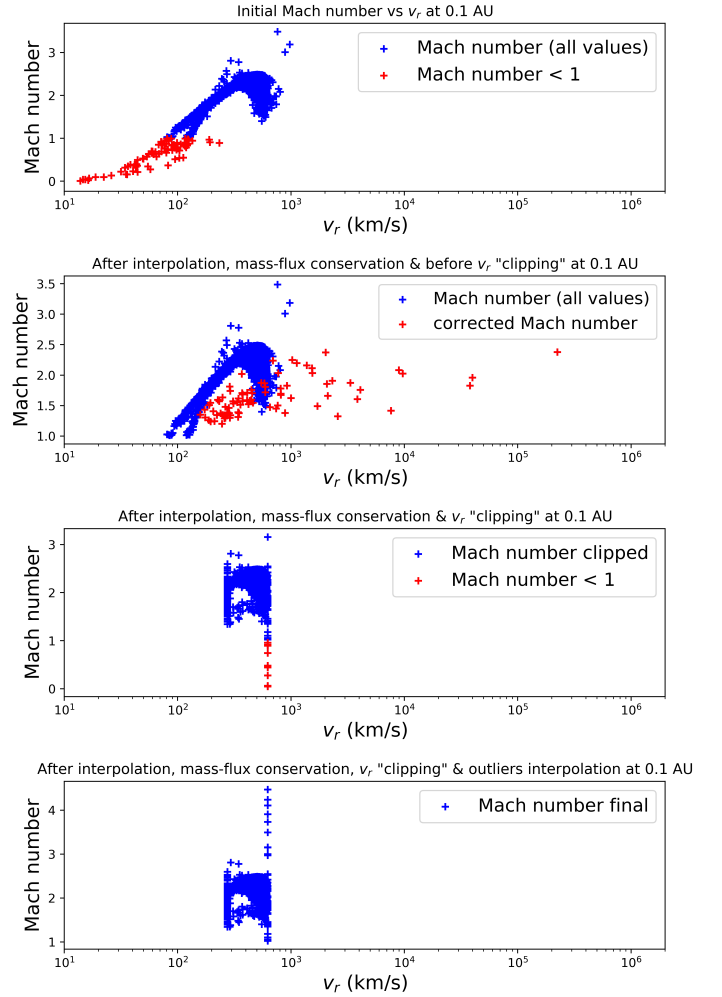 Initial Mach number vs v_r at 0.1 AU
Mach number
3
2
1
0
Mach number (all values)
Mach number < 1
10^1 10^2 10^3 10^4 10^5 10^6
v_r (km/s)
After interpolation, mass-flux conservation & before v_r "clipping" at 0.1 AU
Mach number
3.5
3.0
2.5
2.0
1.5
1.0
Mach number (all values)
corrected Mach number
10^1 10^2 10^3 10^4 10^5 10^6
v_r (km/s)
After interpolation, mass-flux conservation & v_r "clipping" at 0.1 AU
Mach number
3
2
1
0
Mach number clipped
Mach number < 1
10^1 10^2 10^3 10^4 10^5 10^6
v_r (km/s)
After interpolation, mass-flux conservation, v_r "clipping" & outliers interpolation at 0.1 AU
Mach number
4
3
2
1
Mach number final
10^1 10^2 10^3 10^4 10^5 10^6
v_r (km/s)